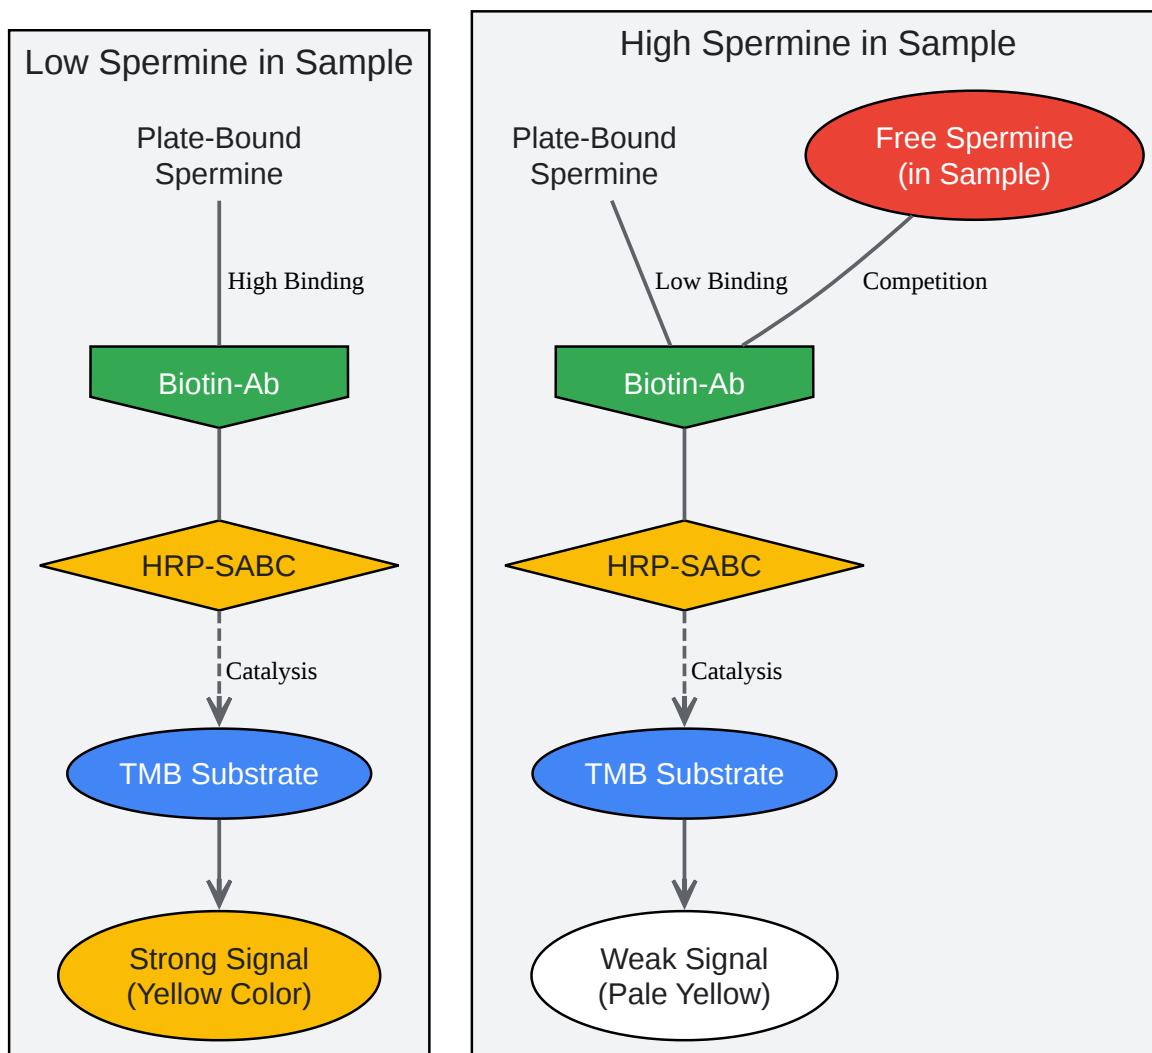 Low Spermine in Sample
Plate-Bound
Spermine
High Binding
Biotin-Ab
HRP-SABC
Catalysis
TMB Substrate
Strong Signal
(Yellow Color)
High Spermine in Sample
Plate-Bound
Spermine
Free Spermine
(in Sample)
Low Binding
Competition
Biotin-Ab
HRP-SABC
Catalysis
TMB Substrate
Weak Signal
(Pale Yellow)